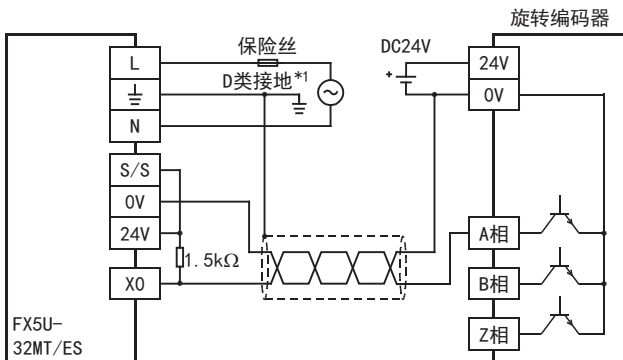 旋转编码器
保险丝
DC24V
L
24V
D类接地*1
0V
N
S/S
0V
24V
A相
1.5kΩ
X0
B相
FX5U-
32MT/ES
Z相